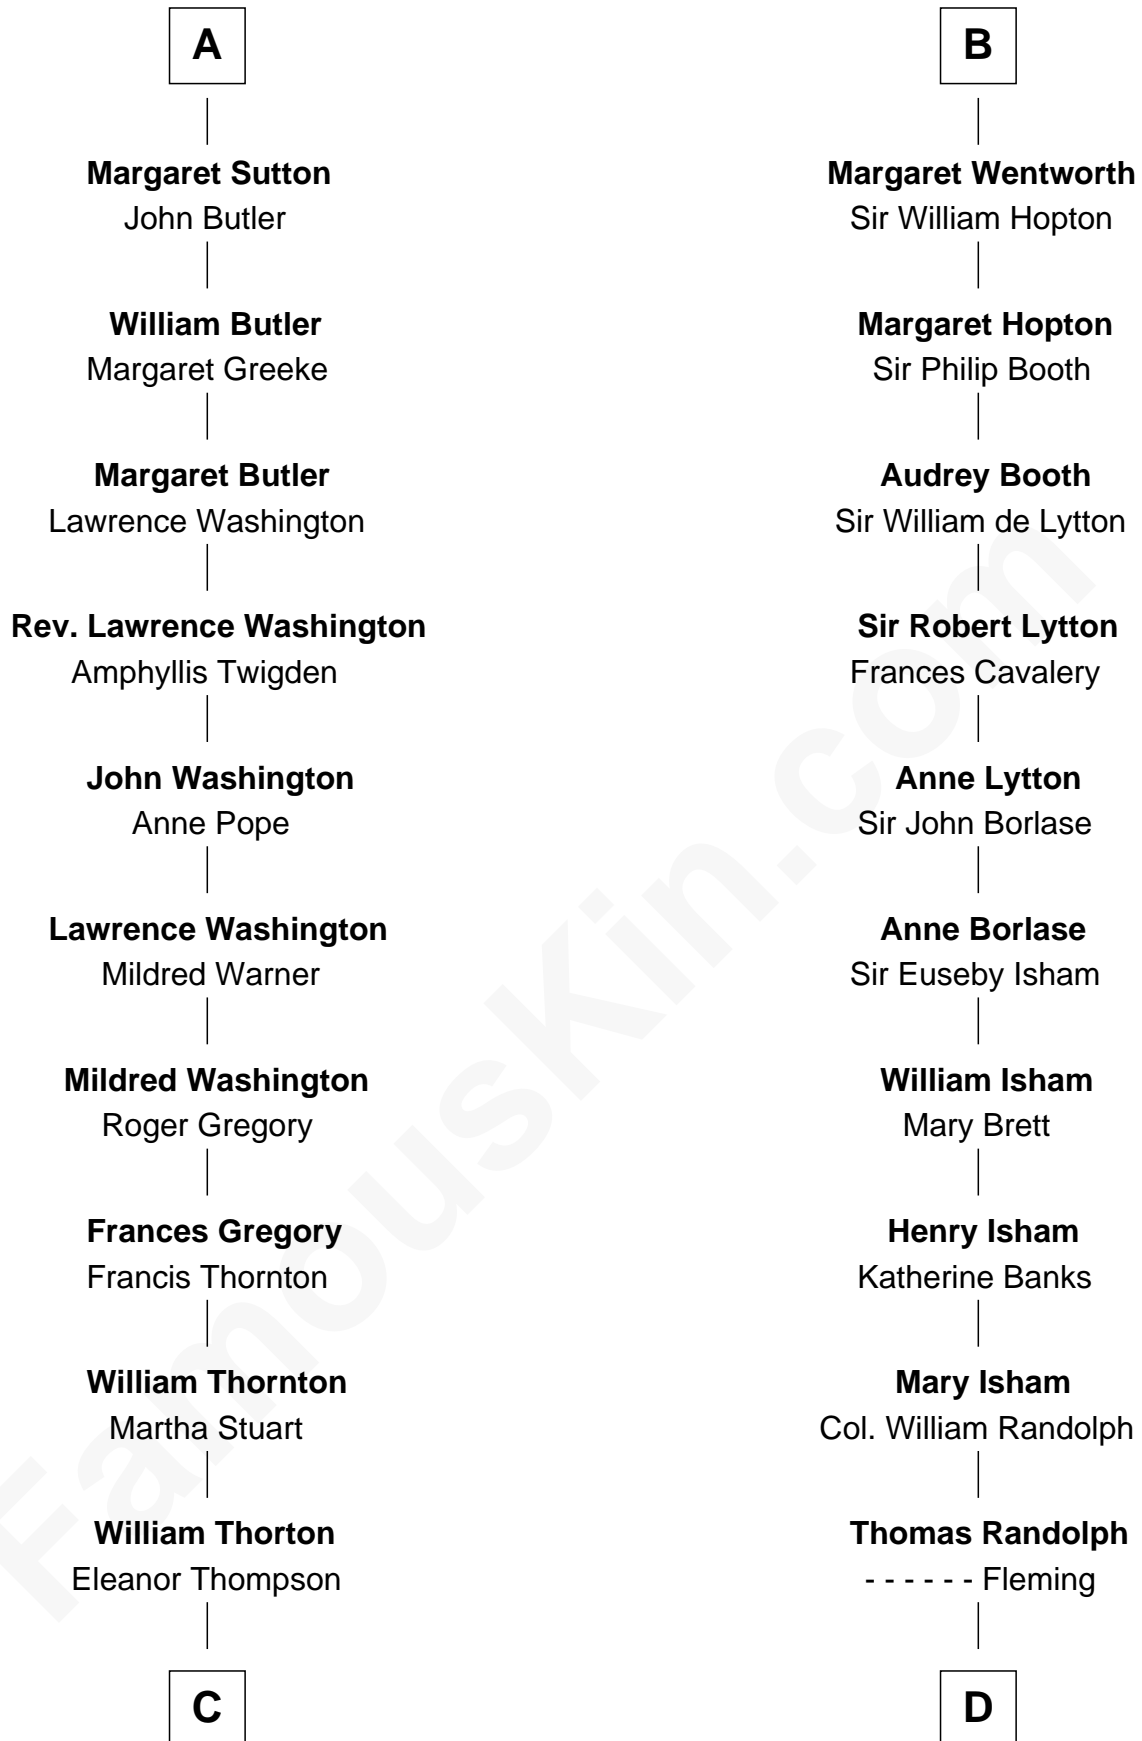 A
Margaret Sutton
John Butler
William Butler
Margaret Greeke
Margaret Butler
Lawrence Washington
Rev. Lawrence Washington
Amphyllis Twigden
John Washington
Anne Pope
Lawrence Washington
Mildred Warner
Mildred Washington
Roger Gregory
Frances Gregory
Francis Thornton
William Thornton
Martha Stuart
William Thorton
Eleanor Thompson
C
B
Margaret Wentworth
Sir William Hopton
Margaret Hopton
Sir Philip Booth
Audrey Booth
Sir William de Lytton
Sir Robert Lytton
Frances Cavalery
Anne Lytton
Sir John Borlase
Anne Borlase
Sir Euseby Isham
William Isham
Mary Brett
Henry Isham
Katherine Banks
Mary Isham
Col. William Randolph
Thomas Randolph
- - - - - - Fleming
D
FamousKin.com